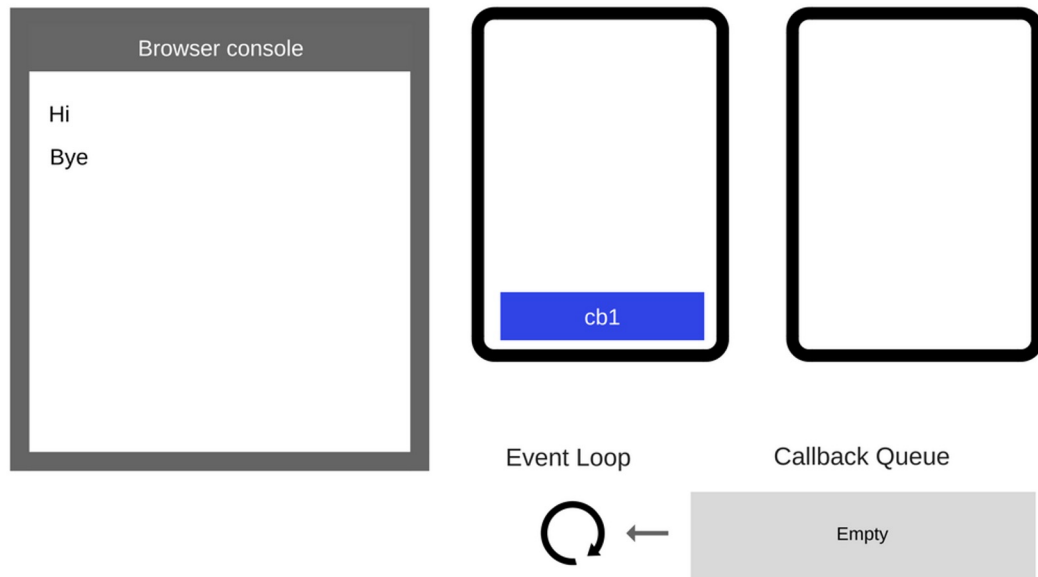 Browser console
Hi
Bye
cb1
Event Loop
Callback Queue
Empty